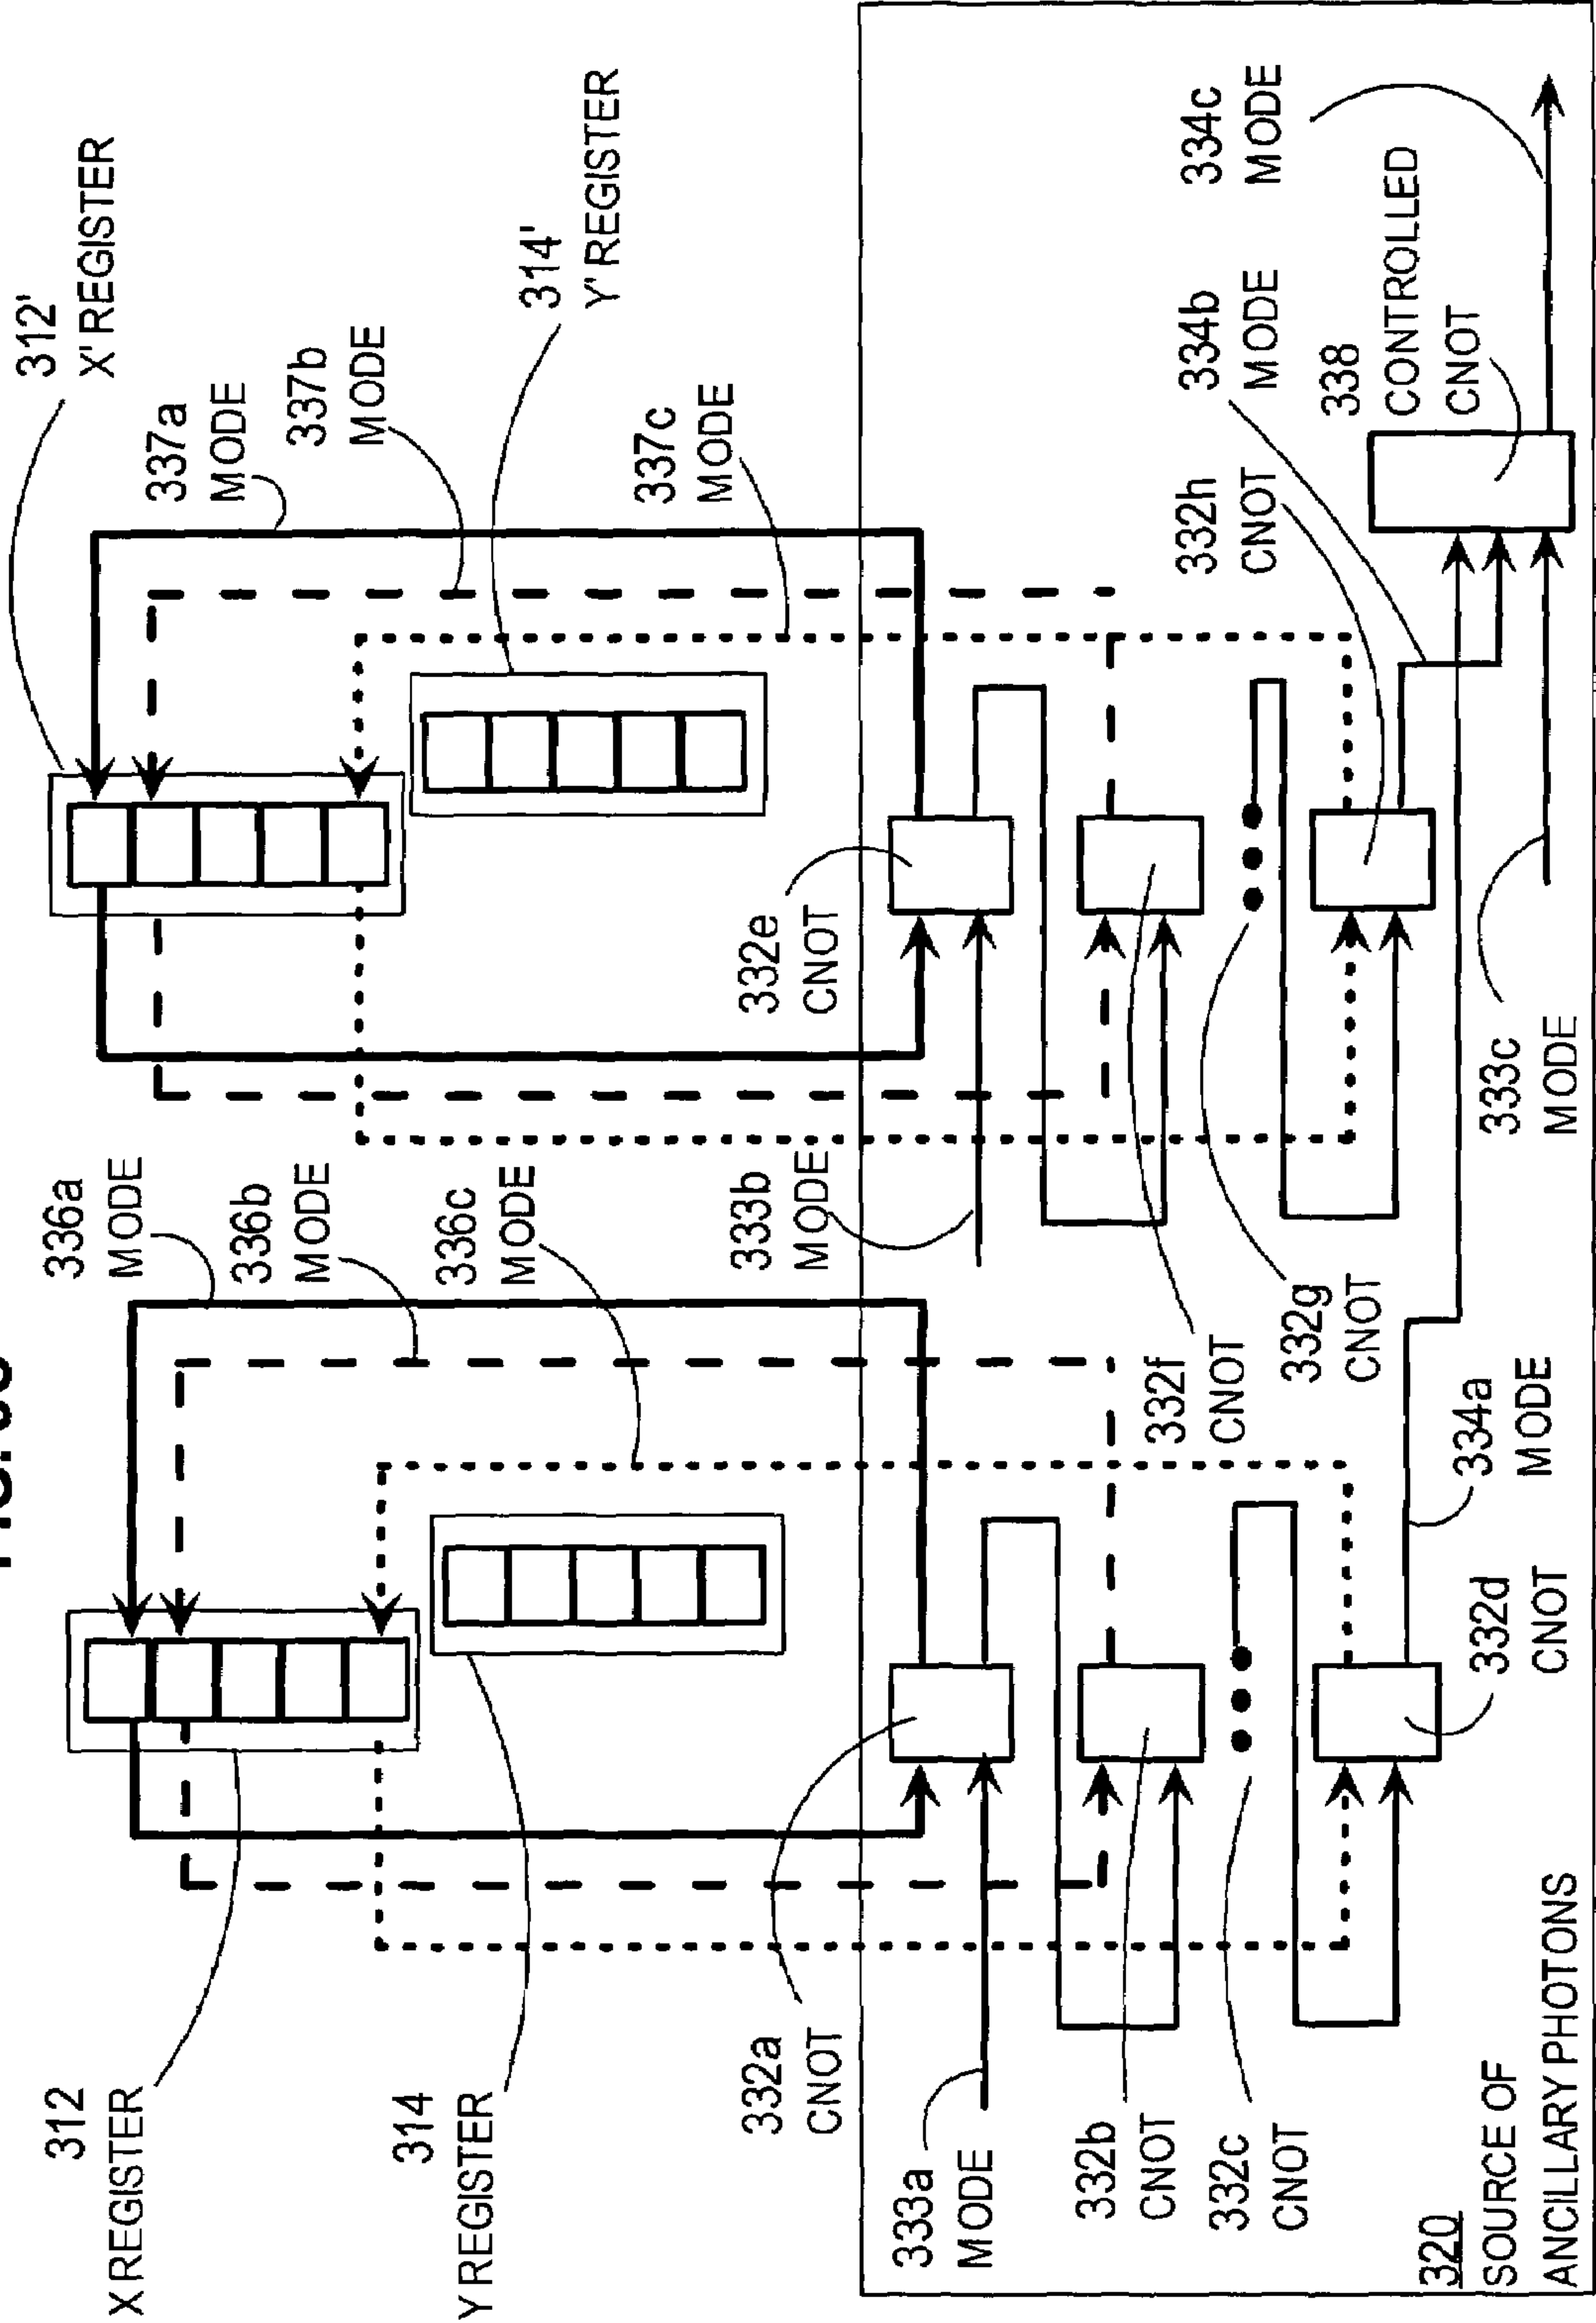 312
X REGISTER
314
Y REGISTER
336a
MODE
336b
MODE
336c
MODE
312'
X' REGISTER
337a
MODE
337b
MODE
314'
Y' REGISTER
337c
MODE
332a
CNOT
333a
MODE
332b
CNOT
332c
CNOT
332d
CNOT
334a
MODE
333b
MODE
332e
CNOT
332f
CNOT
332g
CNOT
332h
CNOT
333c
MODE
334b
MODE
338
CONTROLLED
CNOT
334c
MODE
320
SOURCE OF
ANCILLARY PHOTONS